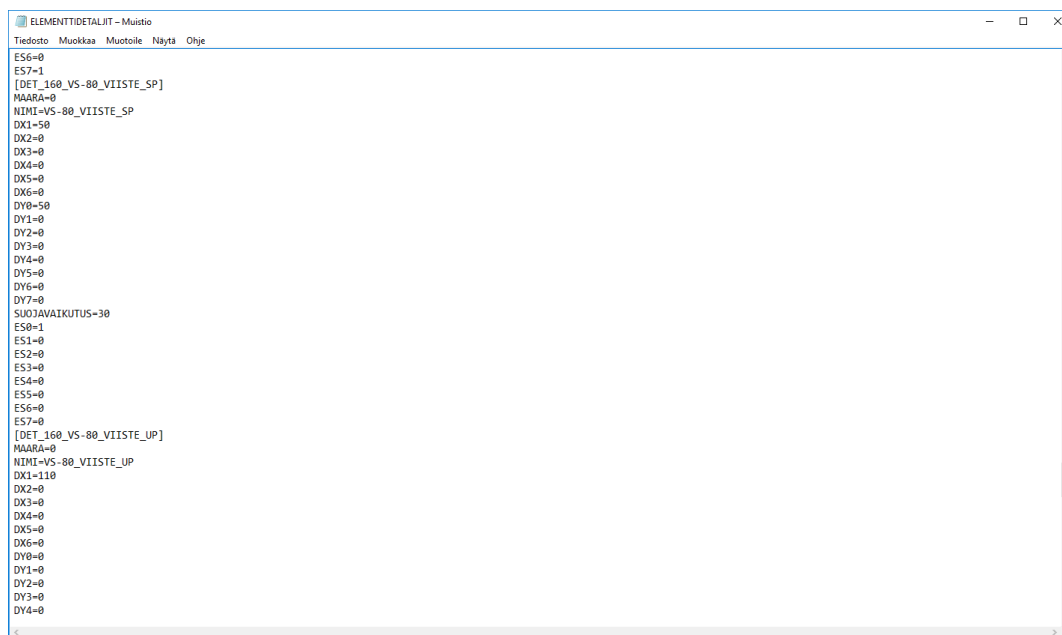 ELEMENTTIDETALJIT – Muistio
Tiedosto Muokkaa Muotoile Näytä Ohje
ES6=0
ES7=1
[DET_160_VS-80_VIISTE_SP]
MAARA=0
NIMI=VS-80_VIISTE_SP
DX1=50
DX2=0
DX3=0
DX4=0
DX5=0
DX6=0
DY0=50
DY1=0
DY2=0
DY3=0
DY4=0
DY5=0
DY6=0
DY7=0
SUOJAVAIKUTUS=30
ES0=1
ES1=0
ES2=0
ES3=0
ES4=0
ES5=0
ES6=0
ES7=0
[DET_160_VS-80_VIISTE_UP]
MAARA=0
NIMI=VS-80_VIISTE_UP
DX1=110
DX2=0
DX3=0
DX4=0
DX5=0
DX6=0
DY0=0
DY1=0
DY2=0
DY3=0
DY4=0